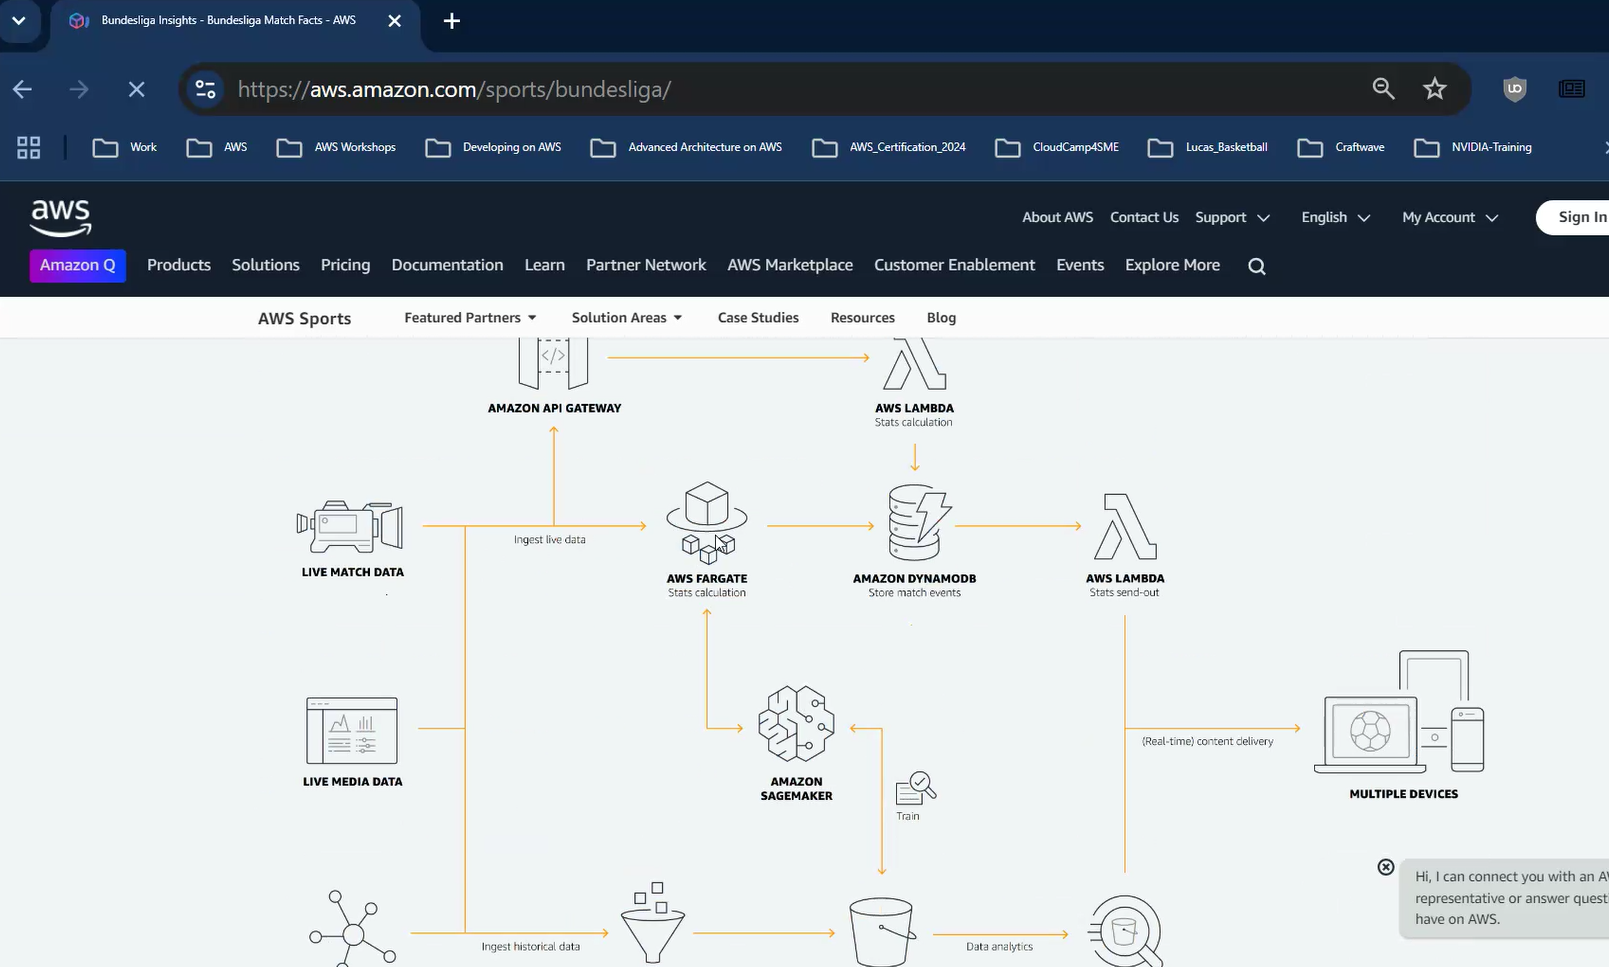 Bundesliga Insights - Bundesliga Match Facts - AWS
https://aws.amazon.com/sports/bundesliga/
Work
AWS
AWS Workshops
Developing on AWS
Advanced Architecture on AWS
AWS_Certification_2024
CloudCamp4SME
Lucas_Basketball
Craftwave
NVIDIA-Training
aws
About AWS
Contact Us
Support
English
My Account
Sign In
Amazon Q
Products
Solutions
Pricing
Documentation
Learn
Partner Network
AWS Marketplace
Customer Enablement
Events
Explore More
AWS Sports
Featured Partners
Solution Areas
Case Studies
Resources
Blog
AMAZON API GATEWAY
AWS LAMBDA
Stats calculation
Ingest live data
LIVE MATCH DATA
AWS FARGATE
Stats calculation
AMAZON DYNAMODB
Store match events
AWS LAMBDA
Stats send-out
(Real-time) content delivery
LIVE MEDIA DATA
AMAZON
SAGEMAKER
Train
MULTIPLE DEVICES
Hi, I can connect you with an
representative or answer
have on AWS.
Ingest historical data
Data analytics